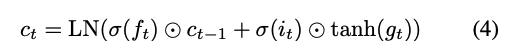 c_t = LN(σ(f_t) ⊙ c_{t−1} + σ(i_t) ⊙ tanh(g_t)) (4)